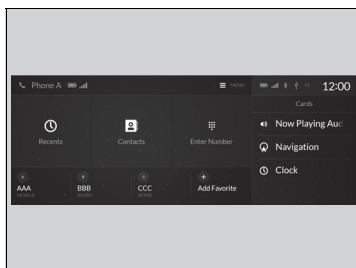 Phone A
MENU
12:00
Recents
Contacts
Enter Number
Cards
Now Playing Aud
Navigation
Clock
AAA
MOBILE
BBB
WORK
CCC
HOME
Add Favorite